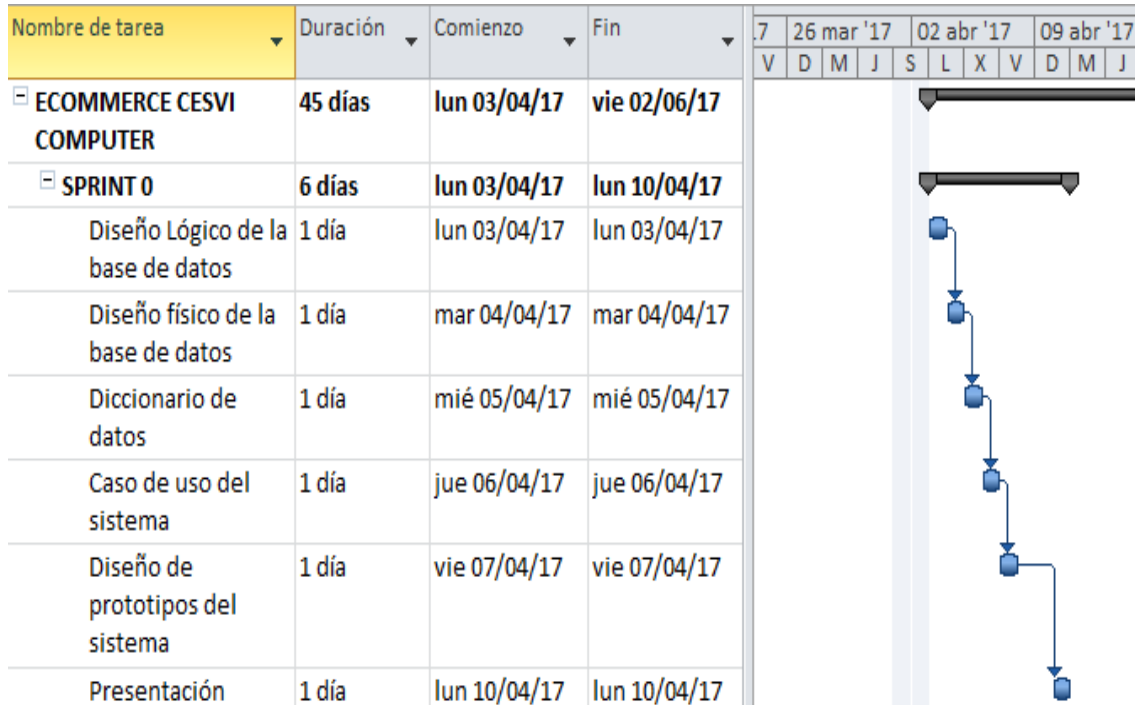 Nombre de tarea Duración Comienzo Fin 17 26 mar '17 02 abr '17 09 abr '17
V D M J S L X V D M J
ECOMMERCE CESVI 45 días lun 03/04/17 vie 02/06/17
COMPUTER
SPRINT 0 6 días lun 03/04/17 lun 10/04/17
Diseño Lógico de la 1 día lun 03/04/17 lun 03/04/17
base de datos
Diseño físico de la 1 día mar 04/04/17 mar 04/04/17
base de datos
Diccionario de 1 día mié 05/04/17 mié 05/04/17
datos
Caso de uso del 1 día jue 06/04/17 jue 06/04/17
sistema
Diseño de 1 día vie 07/04/17 vie 07/04/17
prototipos del
sistema
Presentación 1 día lun 10/04/17 lun 10/04/17